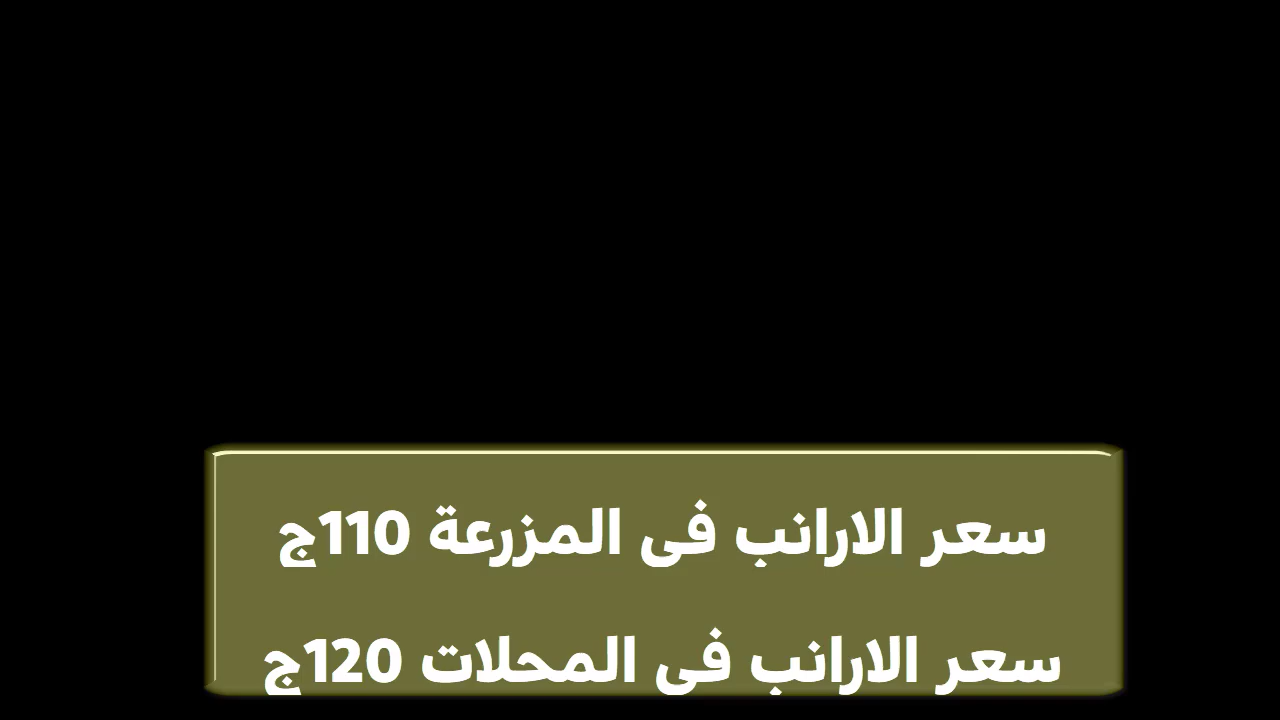 سعر الارانب فى المزرعة 110ج
سعر الارانب فى المحلات 120ج